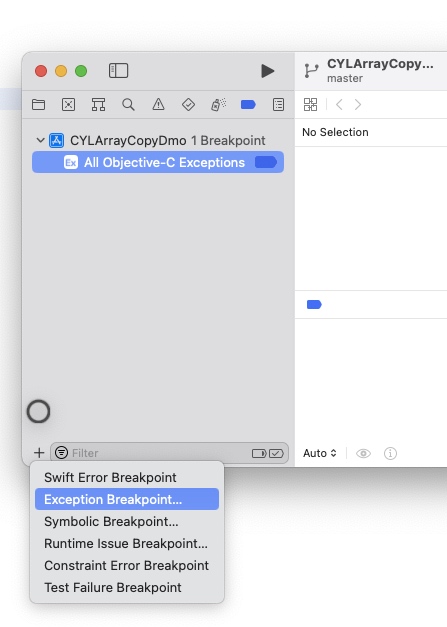 CYLArrayCopy...
master
CYLArrayCopyDmo 1 Breakpoint
Ex All Objective-C Exceptions
No Selection
+ Filter
Auto
Swift Error Breakpoint
Exception Breakpoint...
Symbolic Breakpoint...
Runtime Issue Breakpoint...
Constraint Error Breakpoint
Test Failure Breakpoint